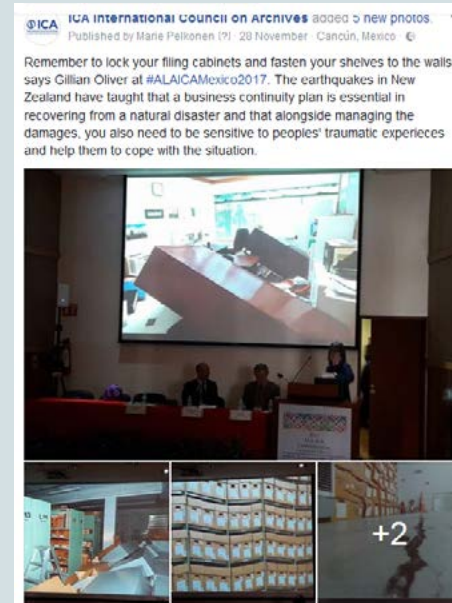 ICA ICA International Council on Archives added 5 new photos.
Published by Marie Pelkonen [?] · 28 November · Cancún, Mexico ·
Remember to lock your filing cabinets and fasten your shelves to the walls
says Gillian Oliver at #ALAICAMexico2017. The earthquakes in New
Zealand have taught that a business continuity plan is essential in
recovering from a natural disaster and that alongside managing the
damages, you also need to be sensitive to peoples' traumatic experieces
and help them to cope with the situation.
+2